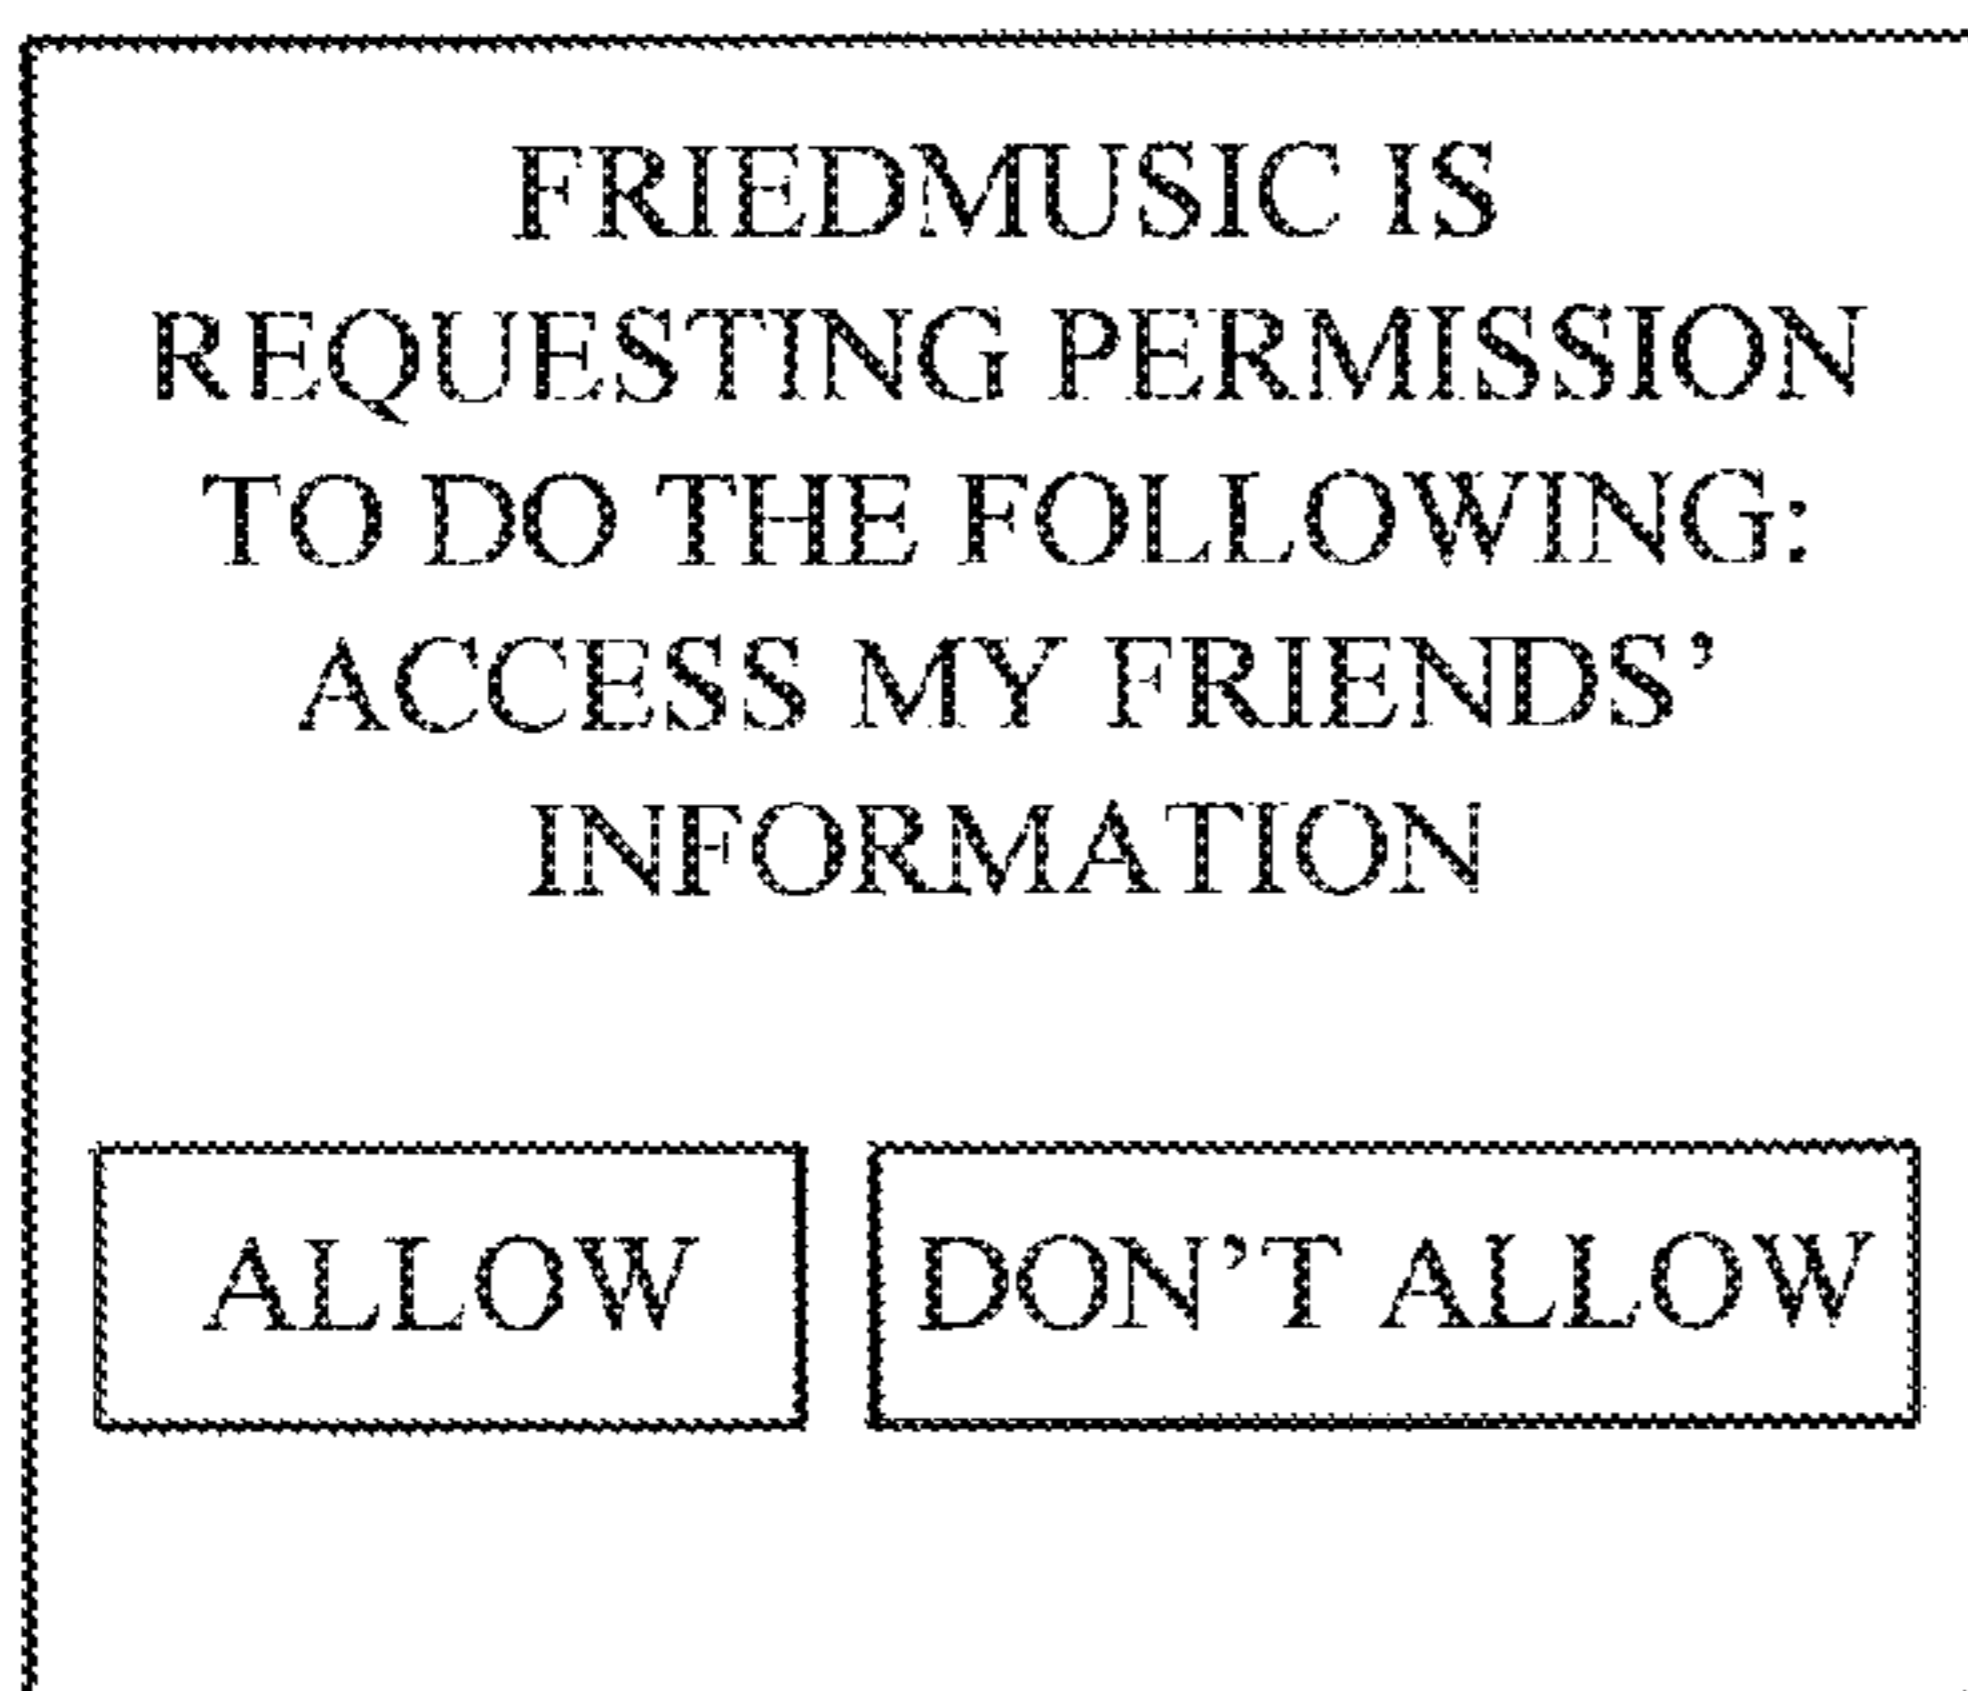 FRIEDMUSIC IS
REQUESTING PERMISSION
TO DO THE FOLLOWING:
ACCESS MY FRIENDS’
INFORMATION
ALLOW
DON’T ALLOW